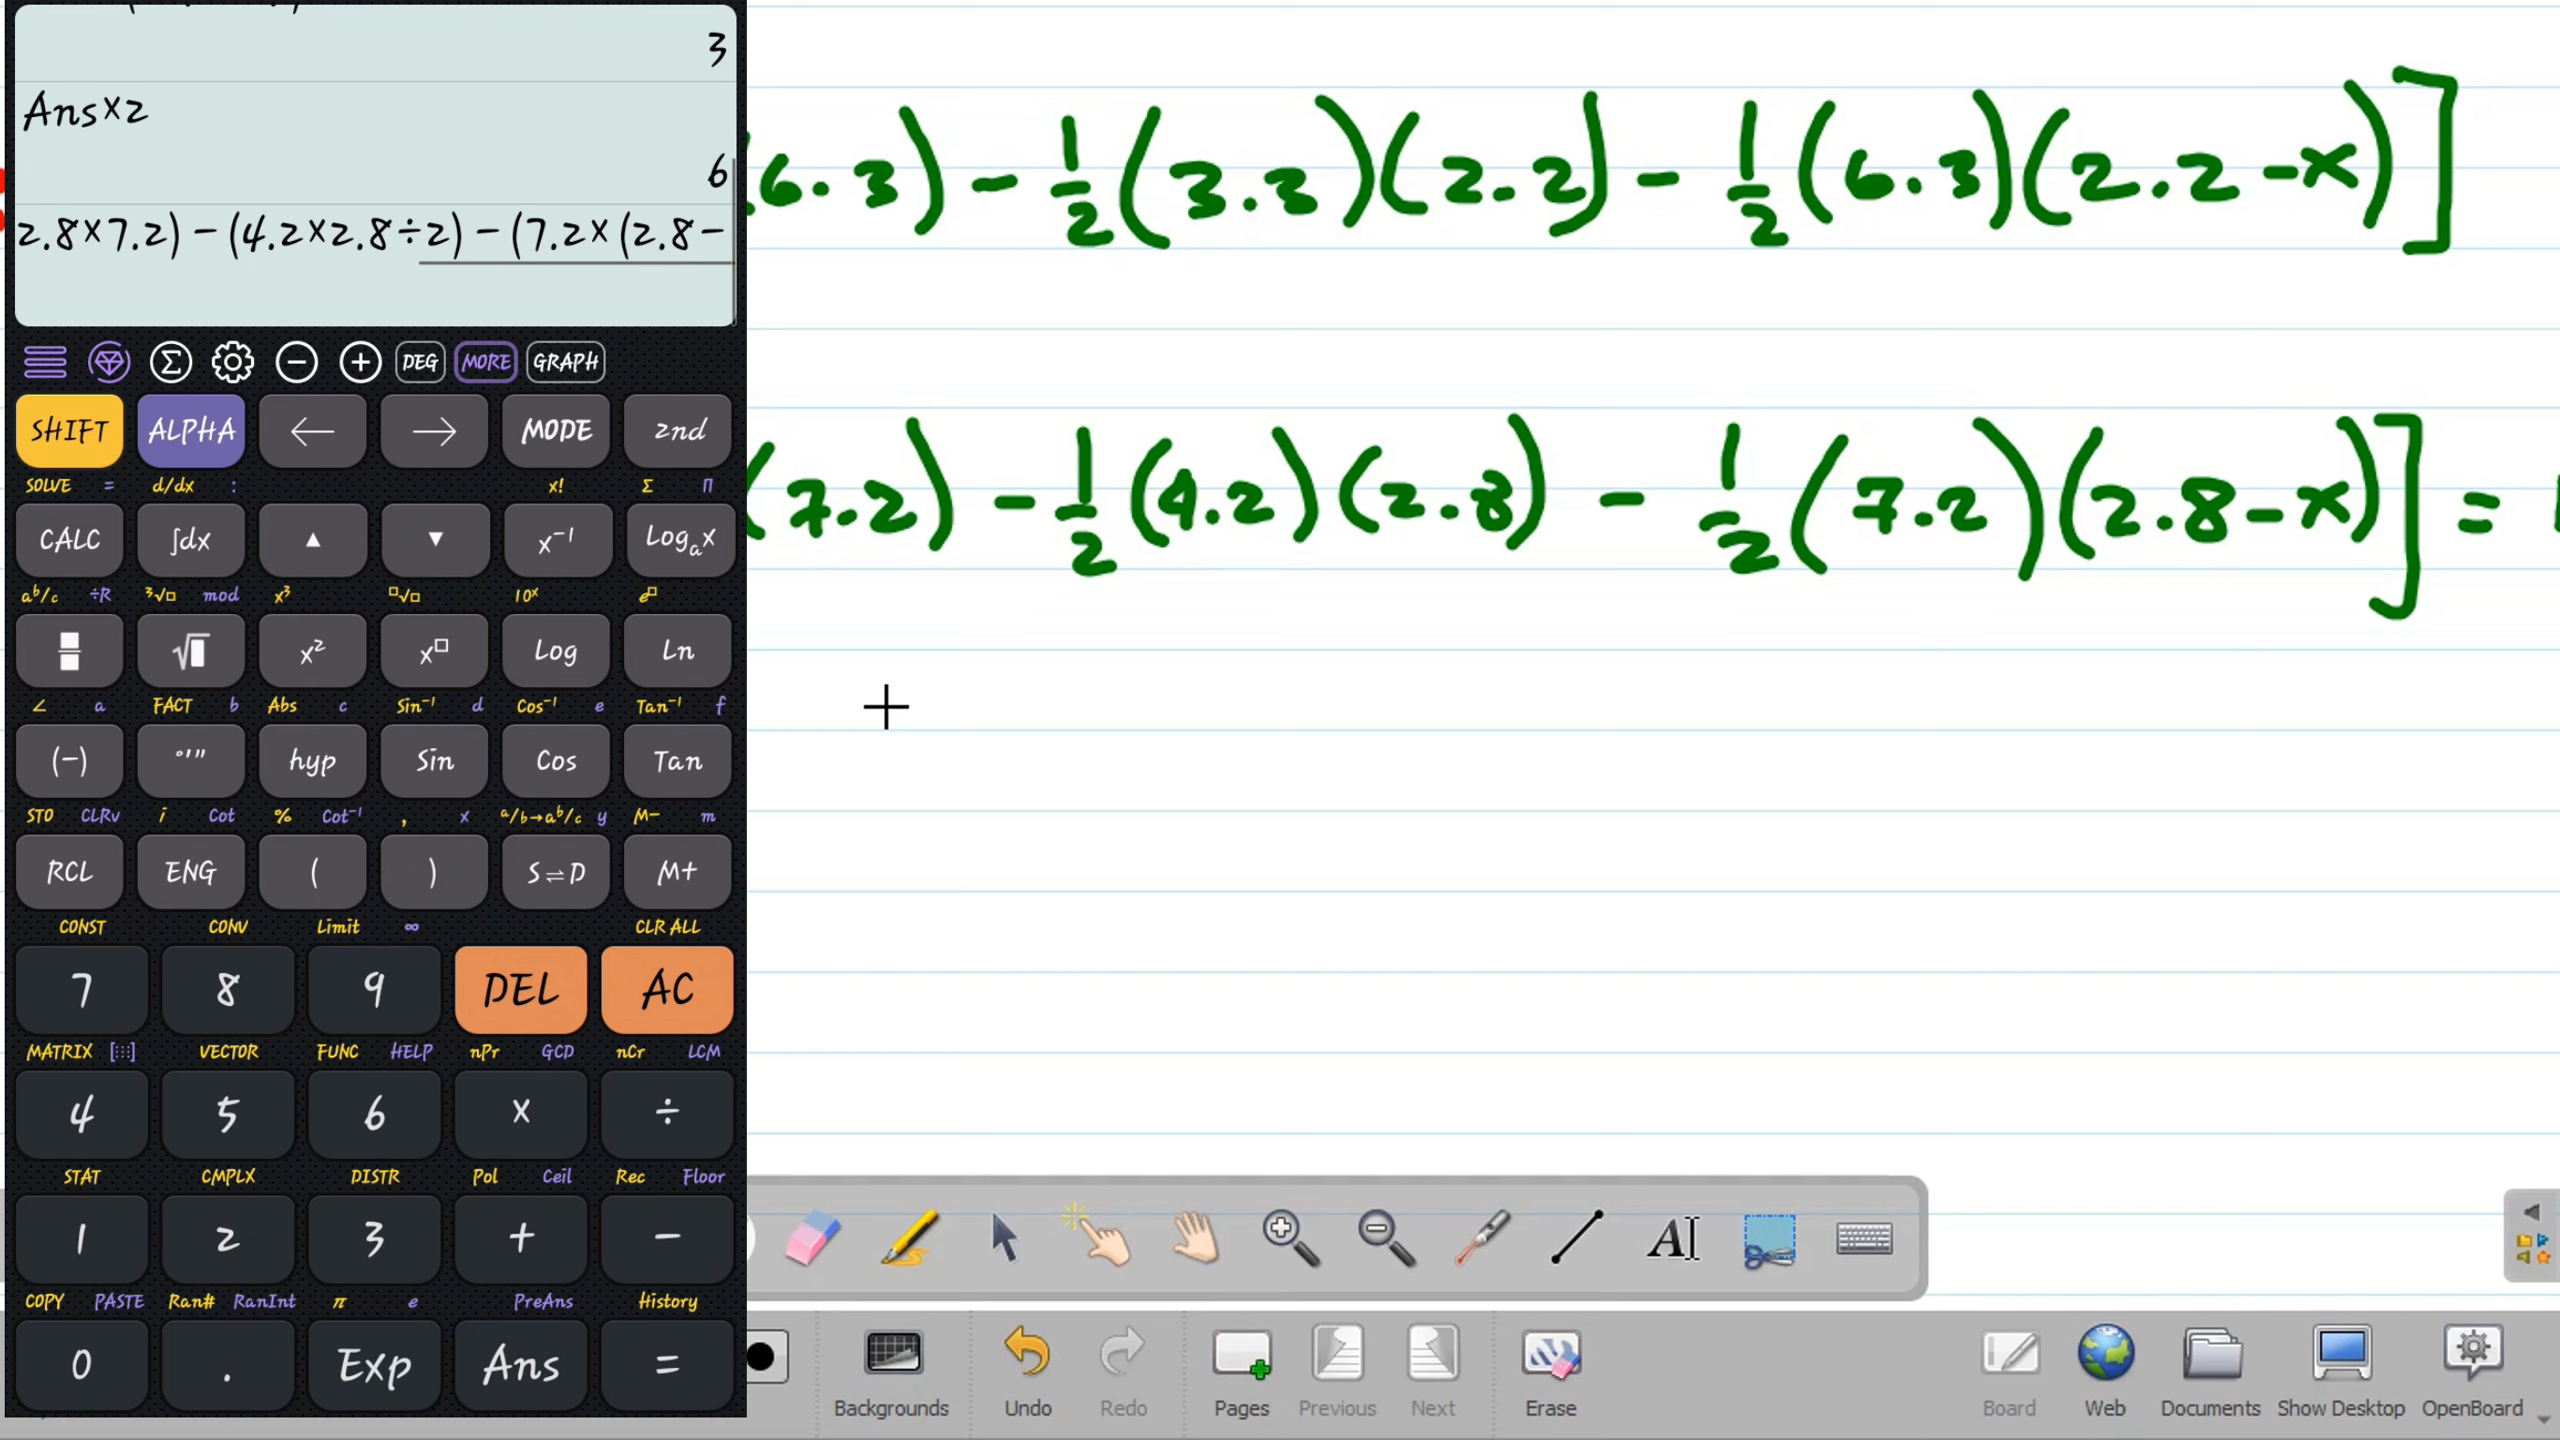 3
Ans×2
6
2.8×7.2)-(4.2×2.8÷2)-(7.2×(2.8-
6.3) - 1/2 (3.3)(2.2) - 1/2 (6.3)(2.2-x)]
(7.2) - 1/2 (4.2)(2.8) - 1/2 (7.2)(2.8-x)] =
DEG MORE GRAPH
SHIFT ALPHA ← → MODE 2nd
SOLVE = d/dx : x! Σ Π
CALC ∫dx ▲ ▼ x⁻¹ Logₐx
aᵇ/c ÷R ³√□ mod x³ □√□ 10ˣ e□
√ x² x□ Log Ln
∠ a FACT b Abs c Sin⁻¹ d Cos⁻¹ e Tan⁻¹ f
(-) °'" hyp Sin Cos Tan
STO CLRv i Cot % Cot⁻¹ , x a/b→aᵇ/c y M- m
RCL ENG ( ) S⇌D M+
CONST CONV Limit ∞ CLR ALL
7 8 9 DEL AC
MATRIX VECTOR FUNC HELP nPr GCD nCr LCM
4 5 6 × ÷
STAT CMPLX DISTR Pol Ceil Rec Floor
1 2 3 + -
COPY PASTE Ran# RanInt π e PreAns History
0 . Exp Ans =
AI
Backgrounds Undo Redo Pages Previous Next Erase Board Web Documents Show Desktop OpenBoard